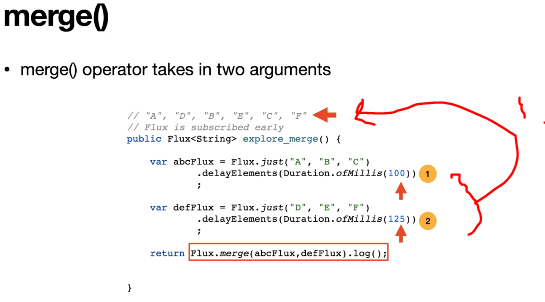 merge()
• merge() operator takes in two arguments
// "A", "D", "B", "E", "C", "F"
// Flux is subscribed early
public Flux<String> explore_merge() {
var abcFlux = Flux.just("A", "B", "C")
.delayElements(Duration.ofMillis(100)) 1
;
var defFlux = Flux.just("D", "E", "F")
.delayElements(Duration.ofMillis(125)) 2
;
return Flux.merge(abcFlux,defFlux).log();
}